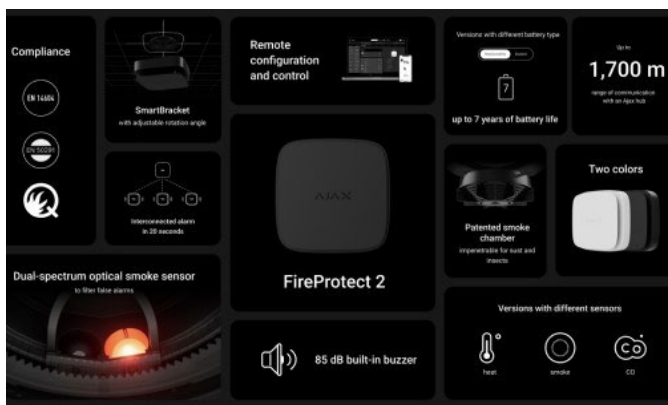 Compliance
EN 14604
EN 50291
SmartBracket
with adjustable rotation angle
Interconnected alarm
in 20 seconds
Dual-spectrum optical smoke sensor
to filter false alarms
Remote
configuration
and control
AJAX
FireProtect 2
85 dB built-in buzzer
Versions with different battery type
7
up to 7 years of battery life
Up to
1,700 m
range of communication
with an Ajax hub
Patented smoke
chamber
impenetrable for dust and
insects
Two colors
Versions with different sensors
heat
smoke
CO
CO